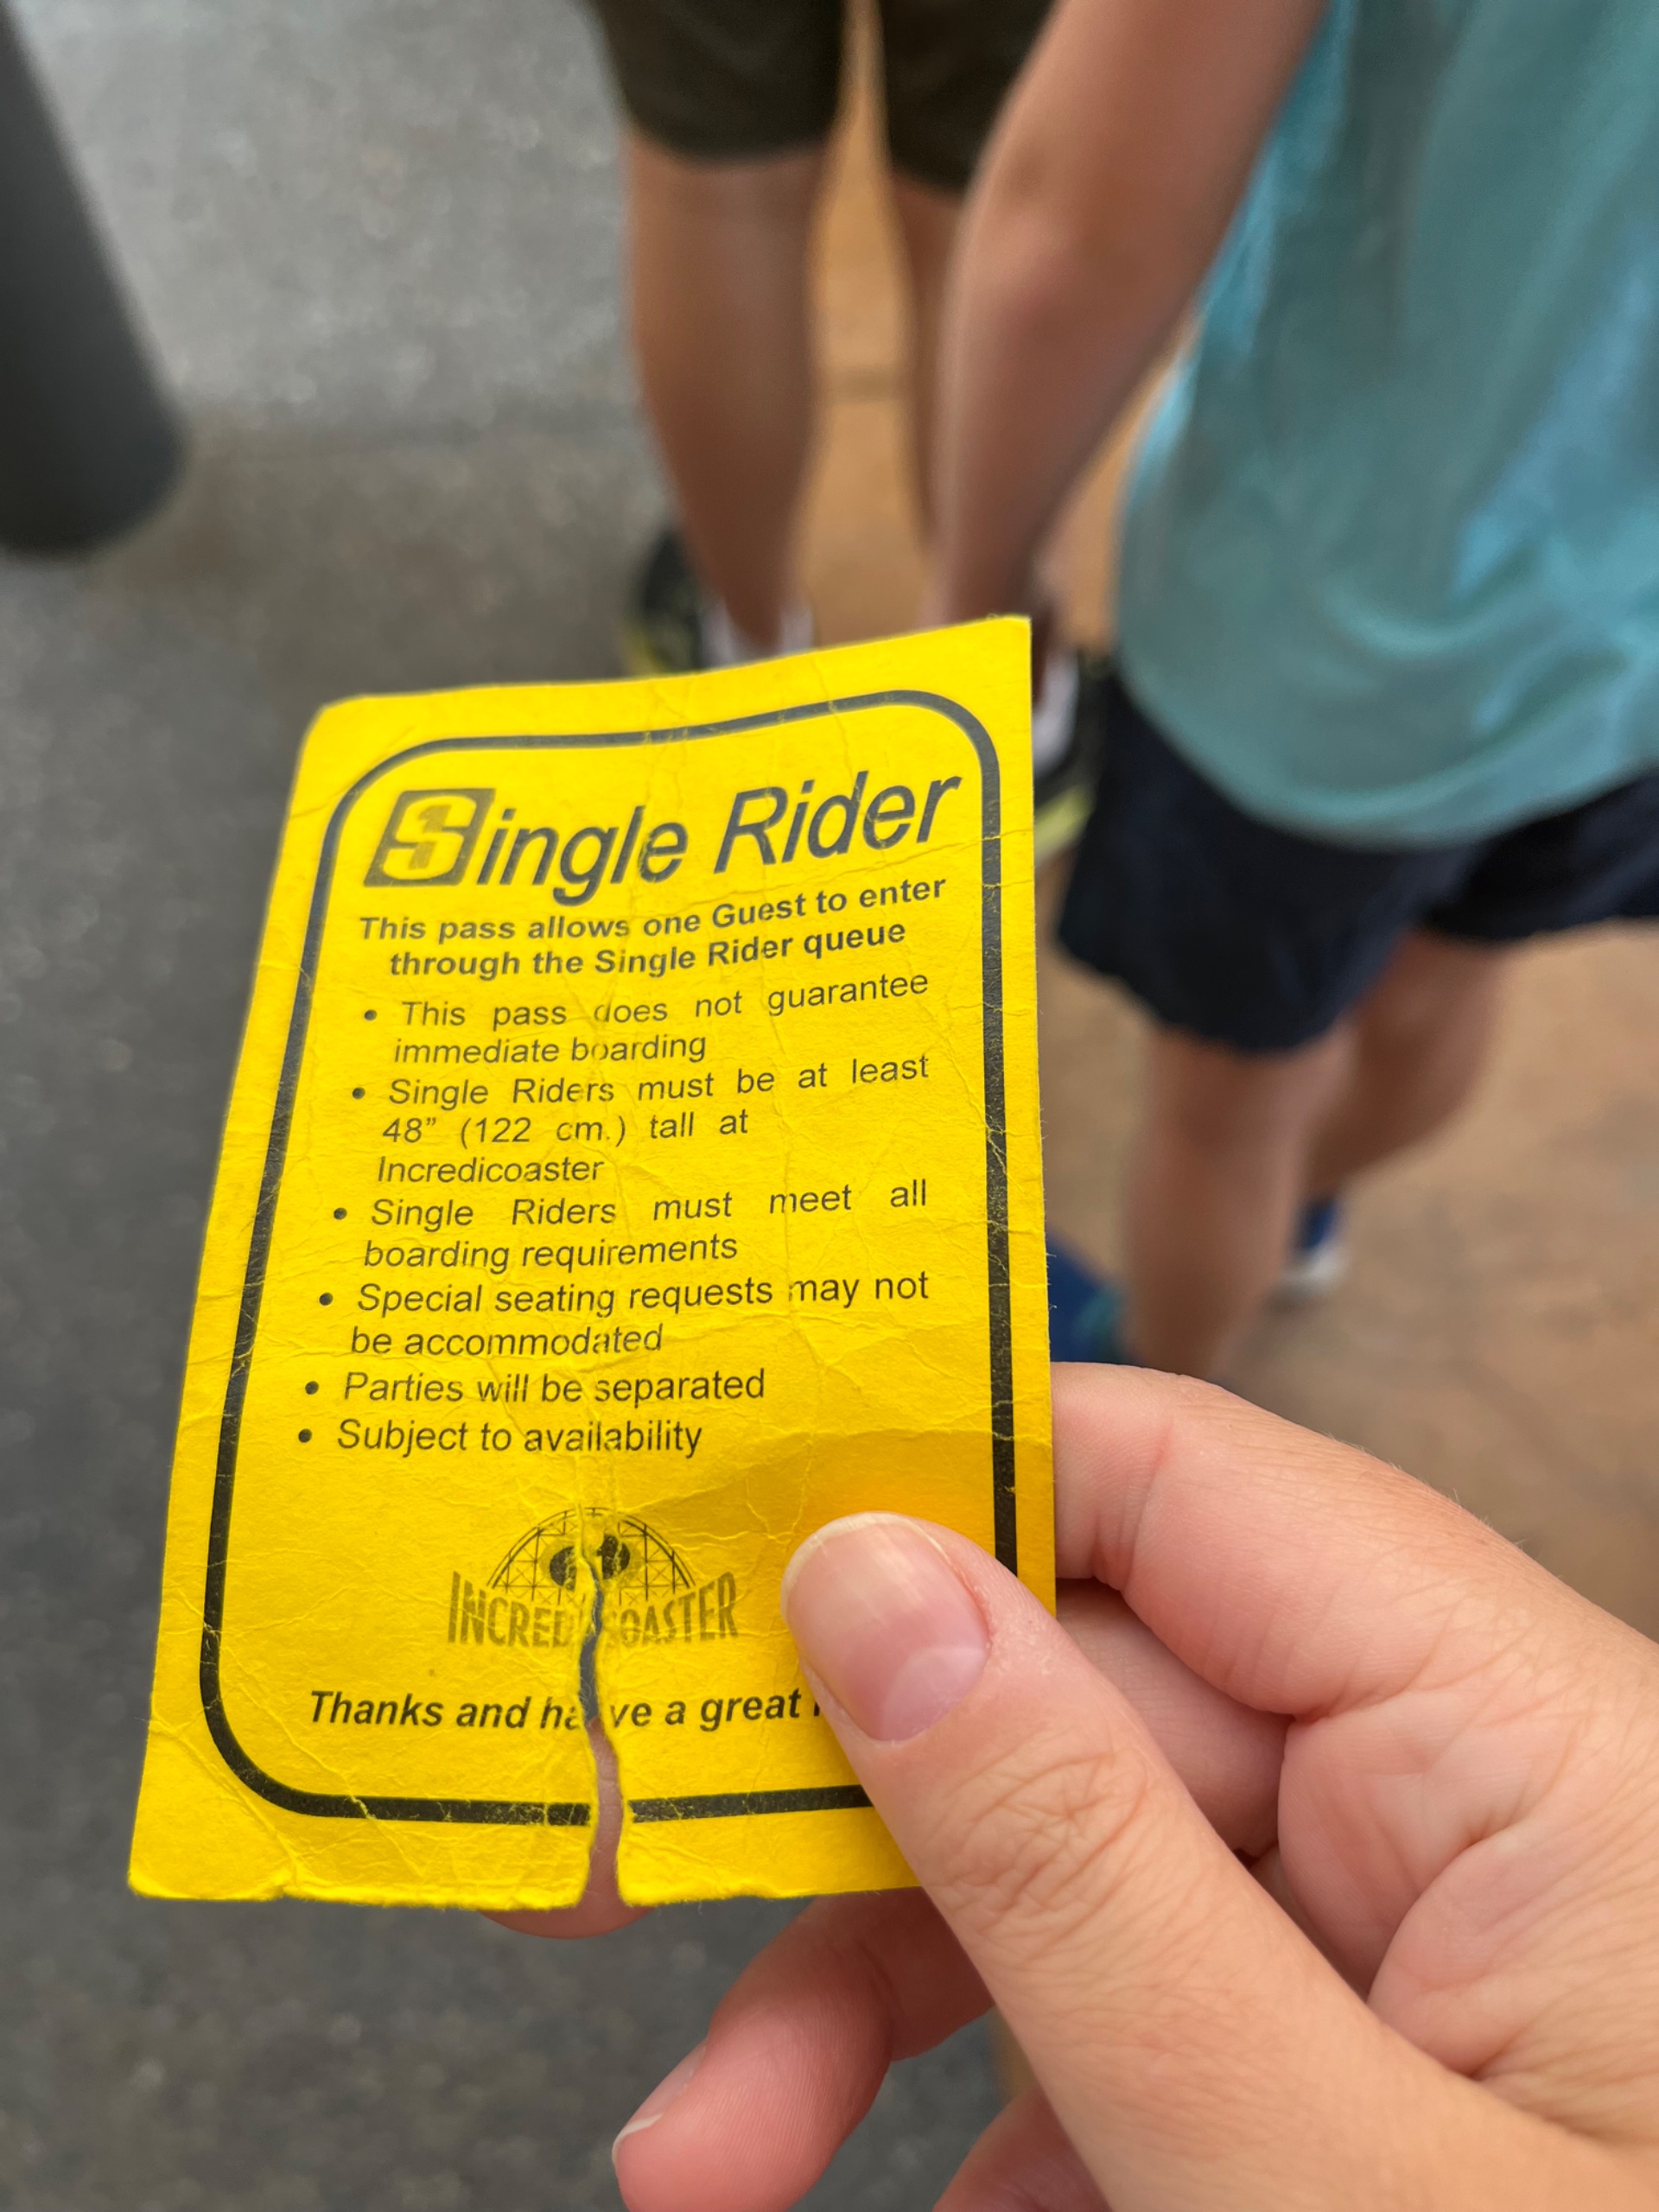 Single Rider
This pass allows one Guest to enter
through the Single Rider queue
• This pass does not guarantee
immediate boarding
• Single Riders must be at least
48” (122 cm.) tall at
Incredicoaster
• Single Riders must meet all
boarding requirements
• Special seating requests may not
be accommodated
• Parties will be separated
• Subject to availability
INCREDICOASTER
Thanks and have a great